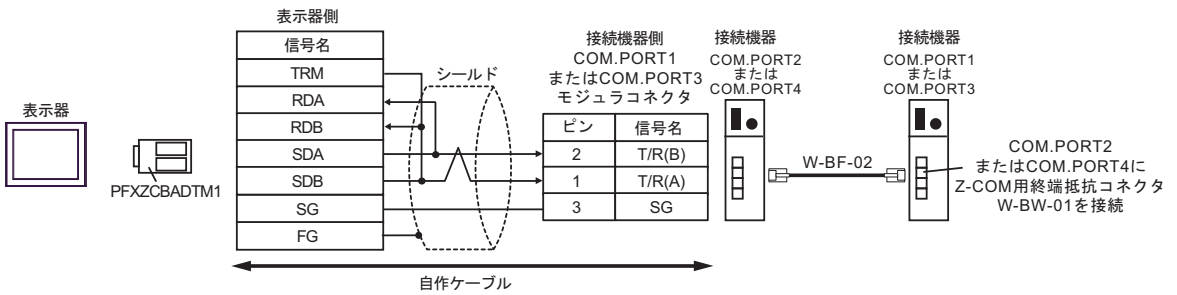 表示器
PFXZCBADTM1
表示器側
信号名
TRM
RDA
RDB
SDA
SDB
SG
FG
シールド
接続機器側
COM.PORT1
またはCOM.PORT3
モジュラコネクタ
ピン 信号名
2 T/R(B)
1 T/R(A)
3 SG
自作ケーブル
接続機器
COM.PORT2
または
COM.PORT4
W-BF-02
接続機器
COM.PORT1
または
COM.PORT3
COM.PORT2
またはCOM.PORT4に
Z-COM用終端抵抗コネクタ
W-BW-01を接続